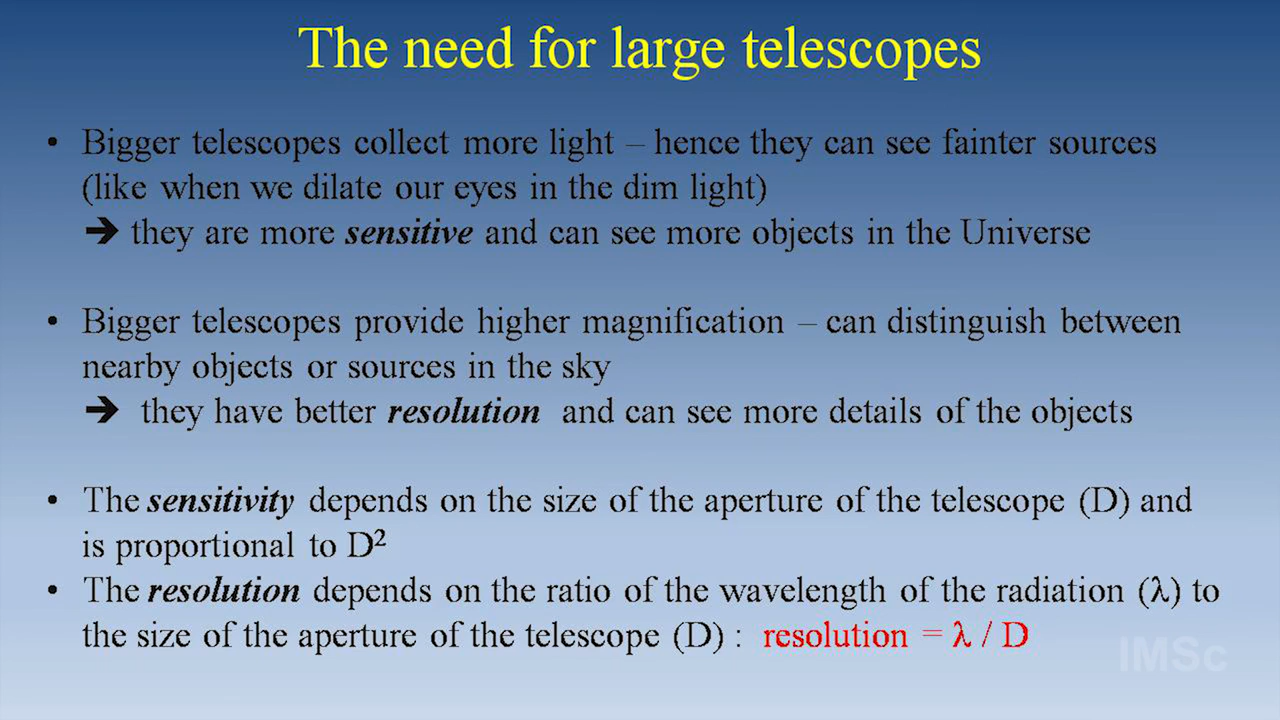 The need for large telescopes
• Bigger telescopes collect more light – hence they can see fainter sources
(like when we dilate our eyes in the dim light)
➔ they are more sensitive and can see more objects in the Universe
• Bigger telescopes provide higher magnification – can distinguish between
nearby objects or sources in the sky
➔ they have better resolution and can see more details of the objects
• The sensitivity depends on the size of the aperture of the telescope (D) and
is proportional to D²
• The resolution depends on the ratio of the wavelength of the radiation (λ) to
the size of the aperture of the telescope (D) : resolution = λ / D
IMSc